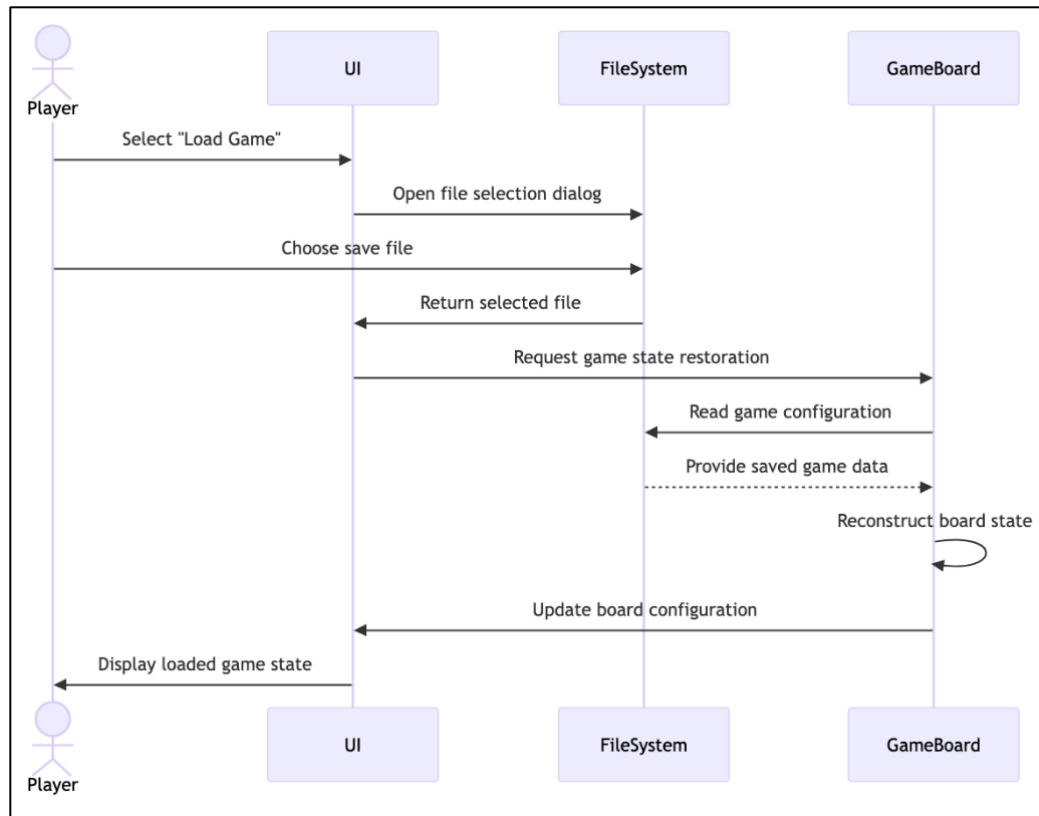 UI
FileSystem
GameBoard
Player
Select "Load Game"
Open file selection dialog
Choose save file
Return selected file
Request game state restoration
Read game configuration
Provide saved game data
Reconstruct board state
Update board configuration
Display loaded game state
UI
FileSystem
GameBoard
Player